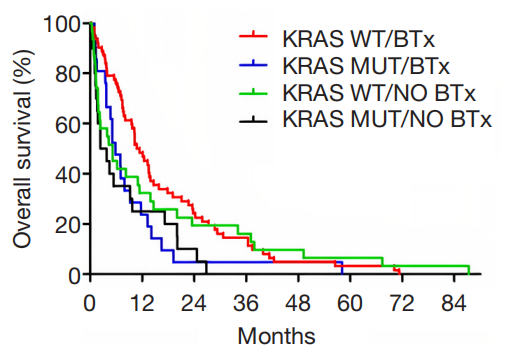 Overall survival (%)
100
80
60
40
20
0
KRAS WT/BTx
KRAS MUT/BTx
KRAS WT/NO BTx
KRAS MUT/NO BTx
0 12 24 36 48 60 72 84
Months